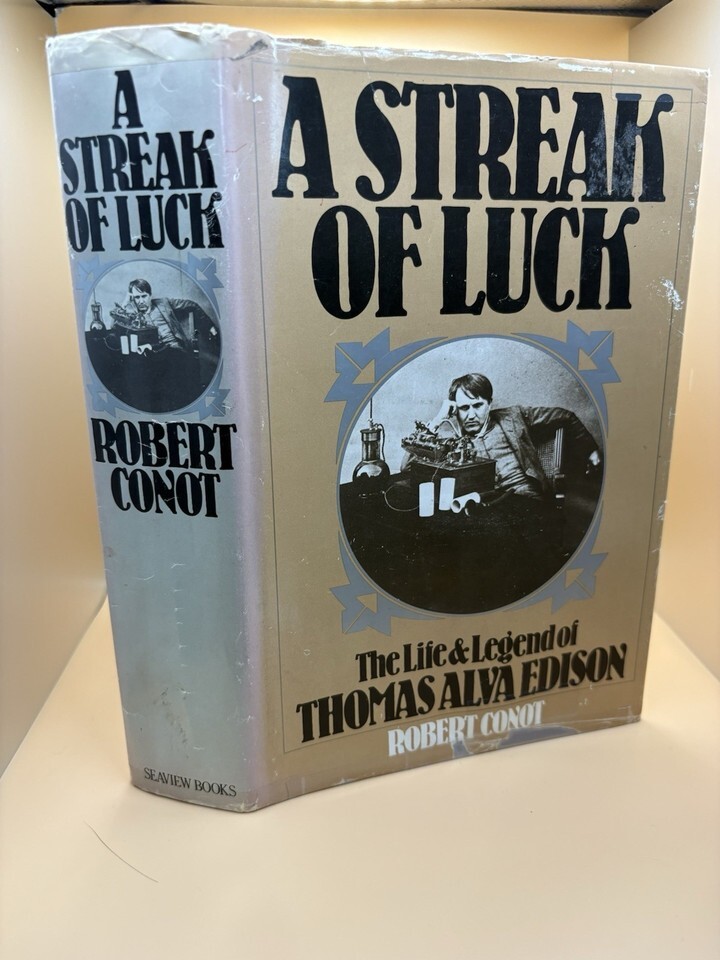 A
STREAK
OF LUCK
ROBERT
CONOT
SEAVIEW BOOKS
A STREAK
OF LUCK
The Life & Legend of
THOMAS ALVA EDISON
ROBERT CONOT